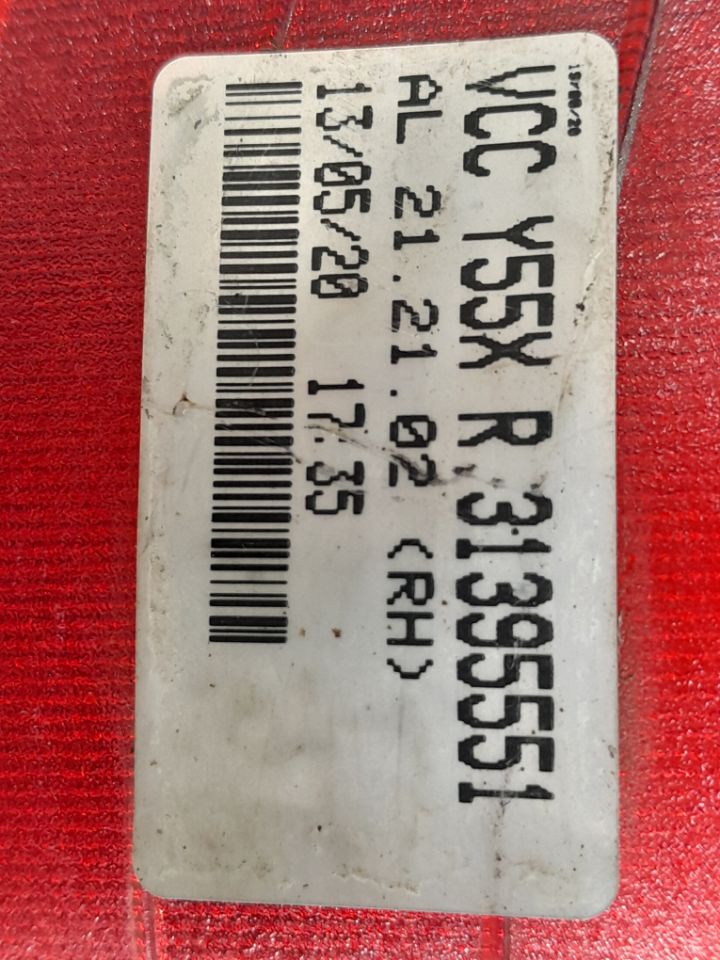 VCC Y55X R 31395551
AL 21.21.02 (RH)
13/05/20 17:35